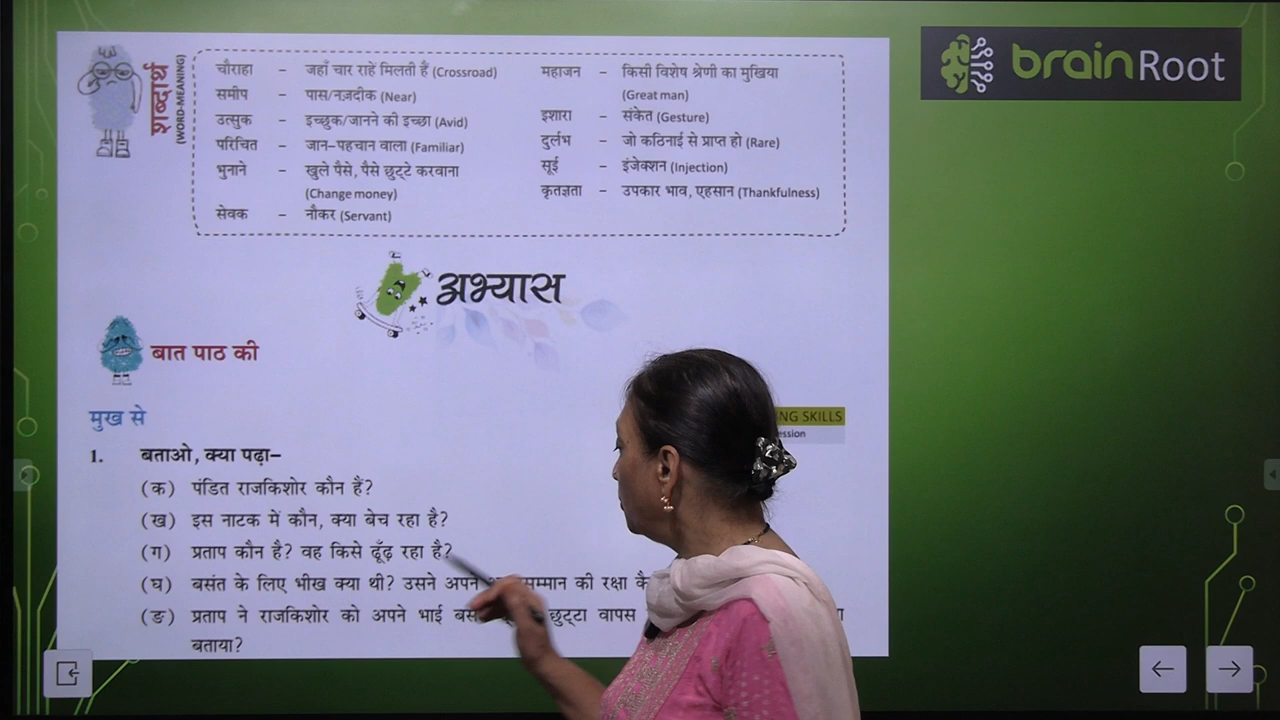 brainRoot
शब्दार्थ
(WORD-MEANING)
चौराहा – जहाँ चार राहें मिलती हैं (Crossroad)
समीप – पास/नज़दीक (Near)
उत्सुक – इच्छुक/जानने की इच्छा (Avid)
परिचित – जान-पहचान वाला (Familiar)
भुनाने – खुले पैसे, पैसे छुट्टे करवाना
(Change money)
सेवक – नौकर (Servant)
महाजन – किसी विशेष श्रेणी का मुखिया
(Great man)
इशारा – संकेत (Gesture)
दुर्लभ – जो कठिनाई से प्राप्त हो (Rare)
सूई – इंजेक्शन (Injection)
कृतज्ञता – उपकार भाव, एहसान (Thankfulness)
अभ्यास
बात पाठ की
मुख से
NG SKILLS
ession
1. बताओ, क्या पढ़ा–
(क) पंडित राजकिशोर कौन हैं?
(ख) इस नाटक में कौन, क्या बेच रहा है?
(ग) प्रताप कौन है? वह किसे ढूँढ़ रहा है?
(घ) बसंत के लिए भीख क्या थी? उसने अपने सम्मान की रक्षा
(ङ) प्रताप ने राजकिशोर को अपने भाई छुट्टा वापस
बताया?